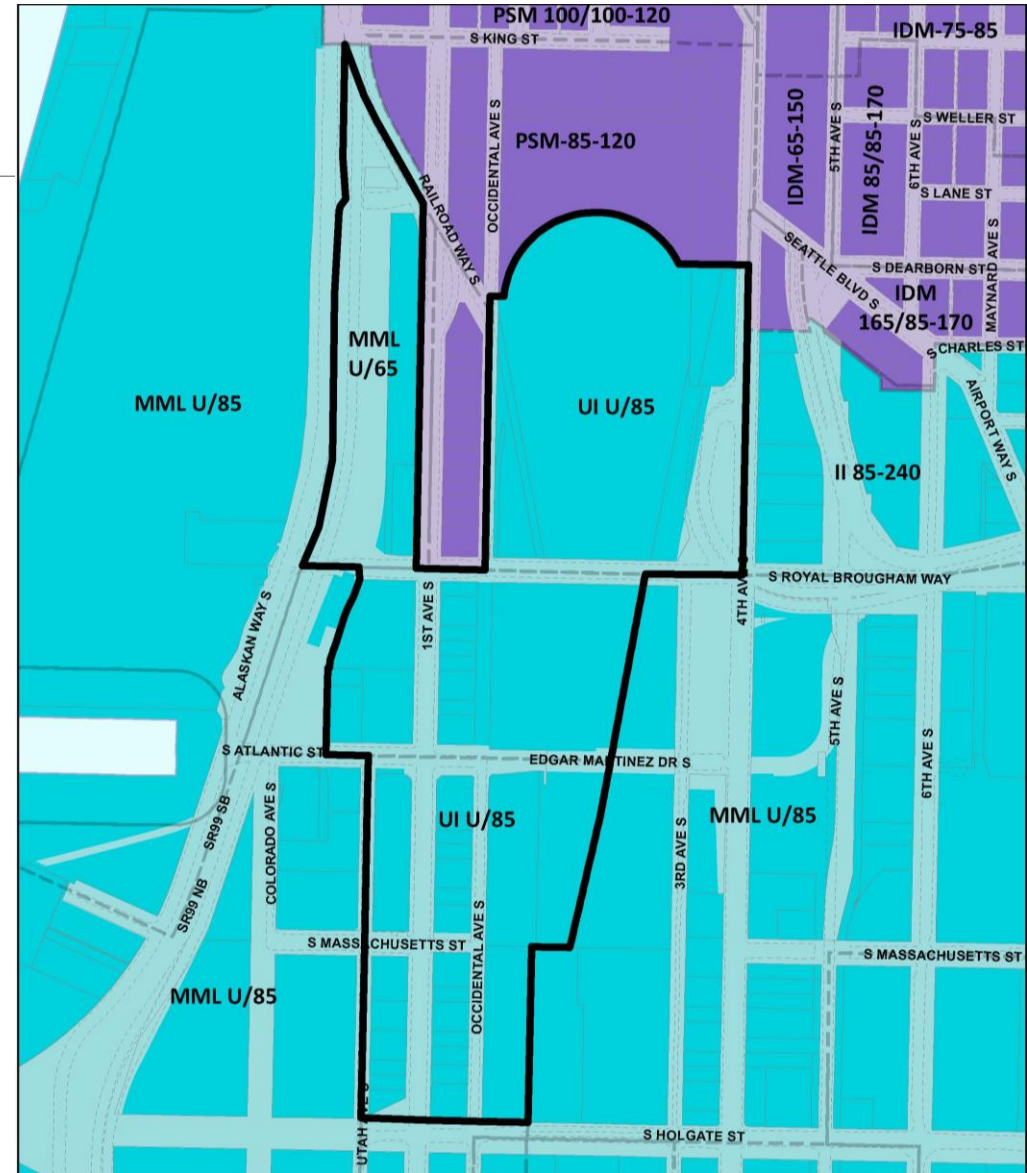 PSM 100/100-120
S KING ST
IDM-75-85
S WELLER ST
PSM-85-120
OCCIDENTAL AVE S
IDM-65-150
5TH AVE S
IDM 85/85-170
6TH AVE S
S LANE ST
RAILROAD WAY S
SEATTLE BLVD S
MAYNARD AVE S
S DEARBORN ST
IDM
165/85-170
S CHARLES ST
MML
U/65
AIRPORT WAY S
MML U/85
UI U/85
II 85-240
S ROYAL BROUGHAM WAY
4TH AVE S
1ST AVE S
ALASKAN WAY S
5TH AVE S
6TH AVE S
S ATLANTIC ST
EDGAR MARTINEZ DR S
SR99 SB
COLORADO AVE S
UI U/85
3RD AVE S
MML U/85
SR99 NB
S MASSACHUSETTS ST
OCCIDENTAL AVE S
S MASSACHUSETTS ST
MML U/85
UTAH AVE S
S HOLGATE ST